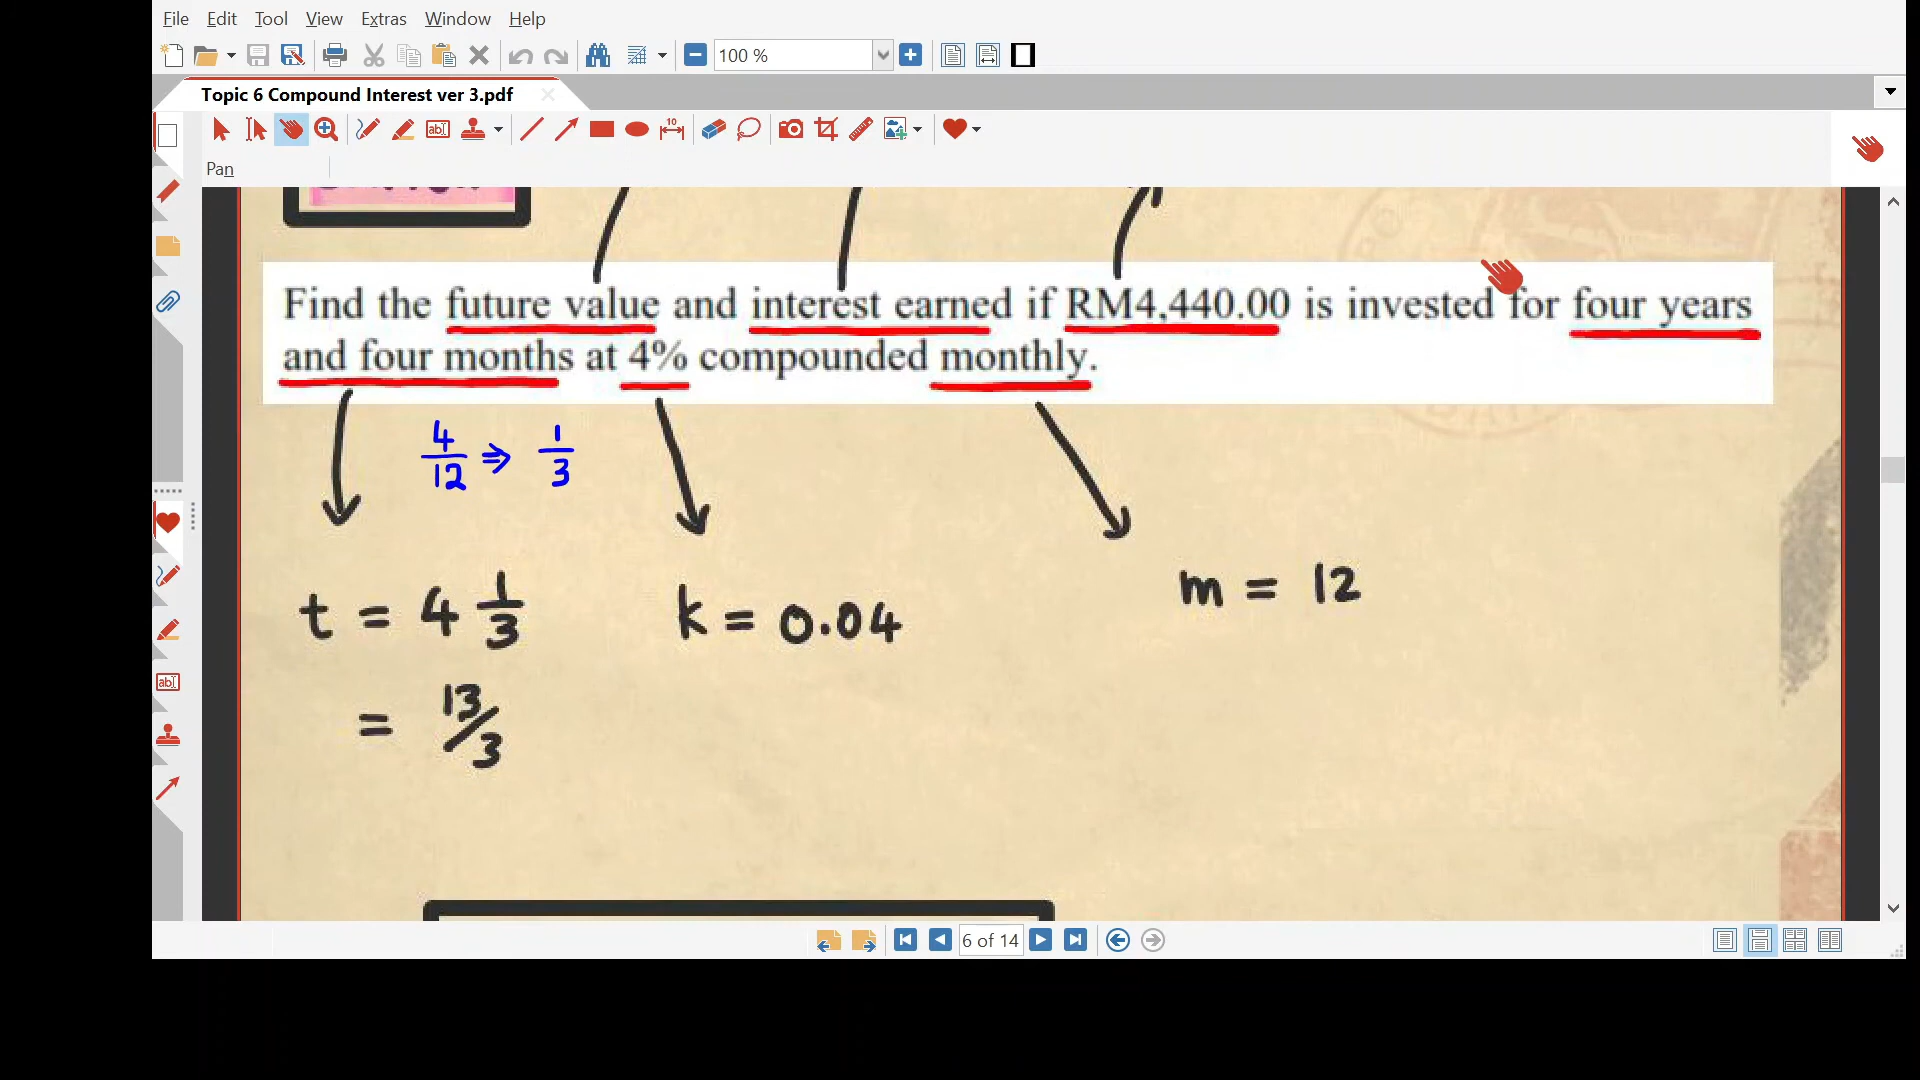 File Edit Tool View Extras Window Help
100 %
Topic 6 Compound Interest ver 3.pdf
Pan
Find the future value and interest earned if RM4,440.00 is invested for four years
and four months at 4% compounded monthly.
4/12 ⇒ 1/3
t = 4 1/3
k = 0.04
m = 12
= 13/3
6 of 14